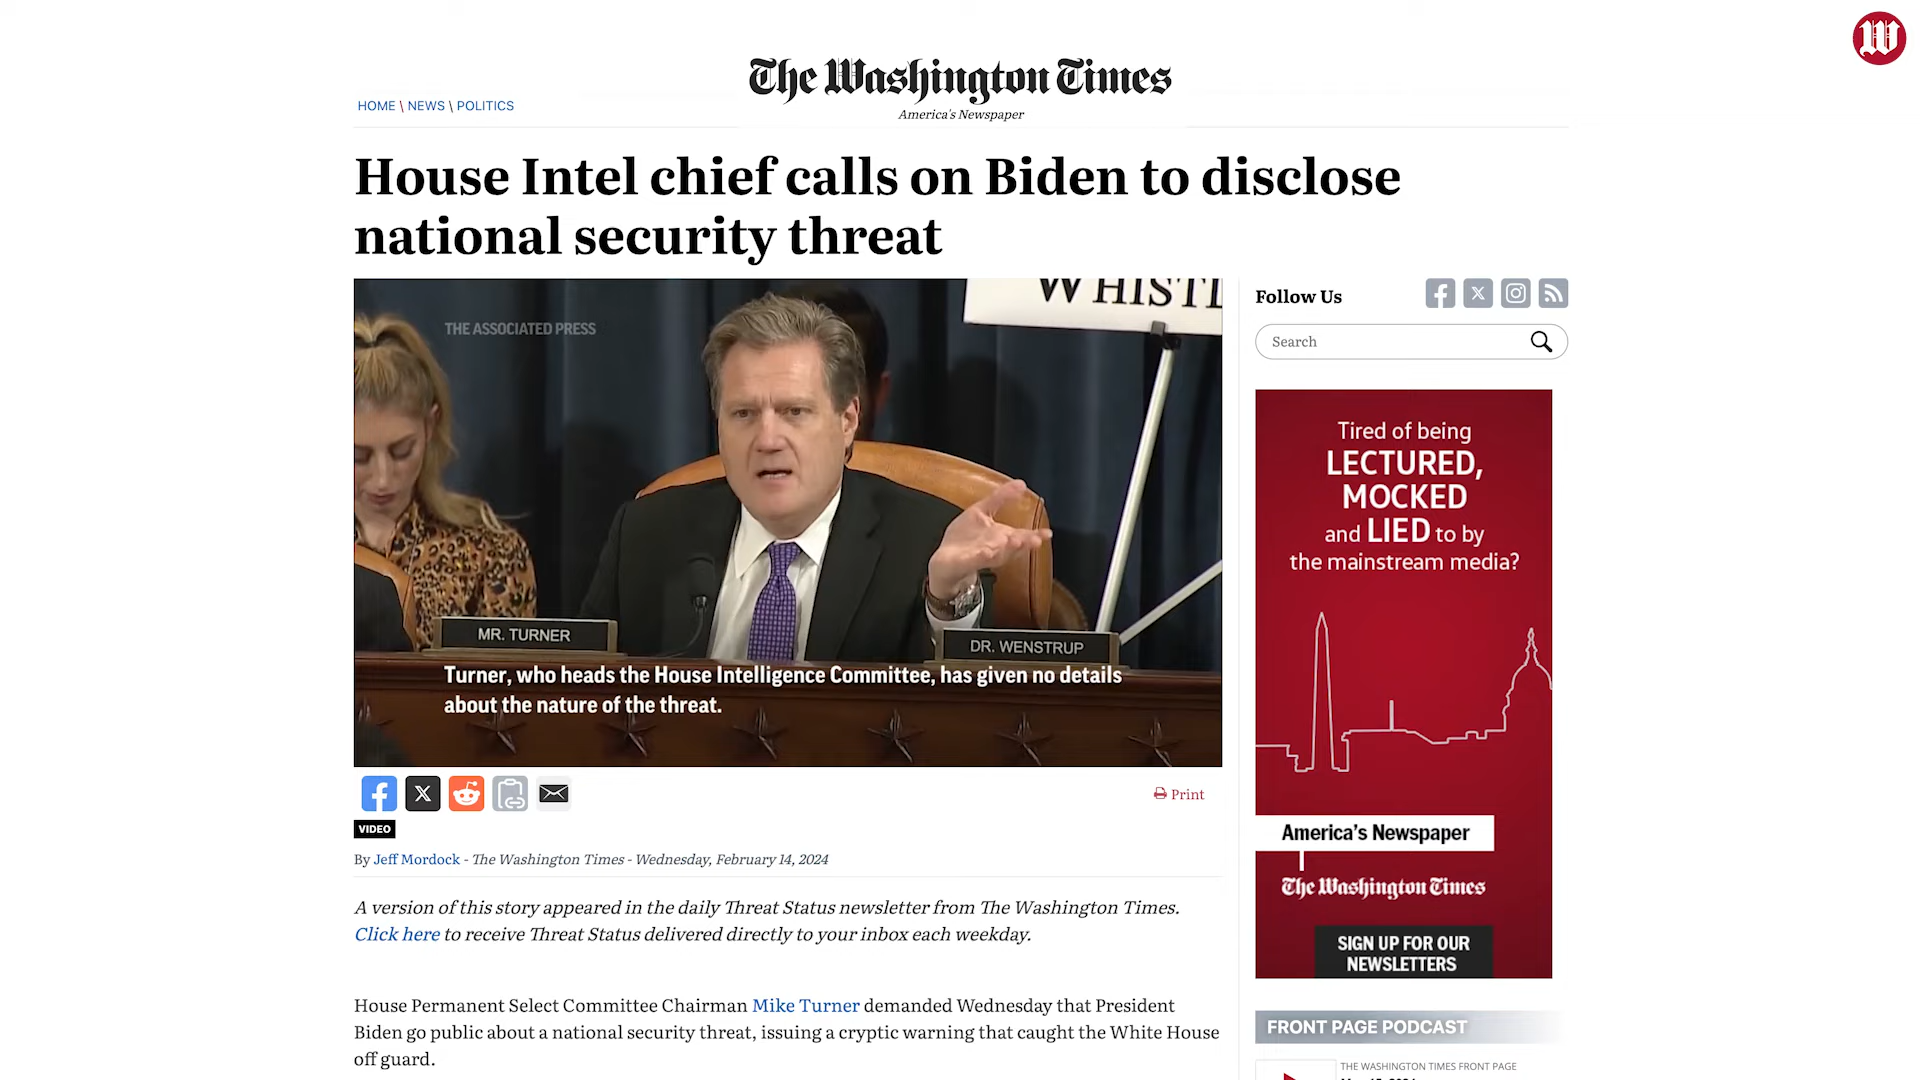 The Washington Times
America's Newspaper
HOME \ NEWS \ POLITICS
House Intel chief calls on Biden to disclose
national security threat
WHISTL
THE ASSOCIATED PRESS
MR. TURNER
DR. WENSTRUP
Turner, who heads the House Intelligence Committee, has given no details
about the nature of the threat.
Print
VIDEO
By Jeff Mordock - The Washington Times - Wednesday, February 14, 2024
A version of this story appeared in the daily Threat Status newsletter from The Washington Times.
Click here to receive Threat Status delivered directly to your inbox each weekday.
House Permanent Select Committee Chairman Mike Turner demanded Wednesday that President
Biden go public about a national security threat, issuing a cryptic warning that caught the White House
off guard.
Follow Us
Search
Tired of being
LECTURED,
MOCKED
and LIED to by
the mainstream media?
America's Newspaper
The Washington Times
SIGN UP FOR OUR
NEWSLETTERS
FRONT PAGE PODCAST
THE WASHINGTON TIMES FRONT PAGE